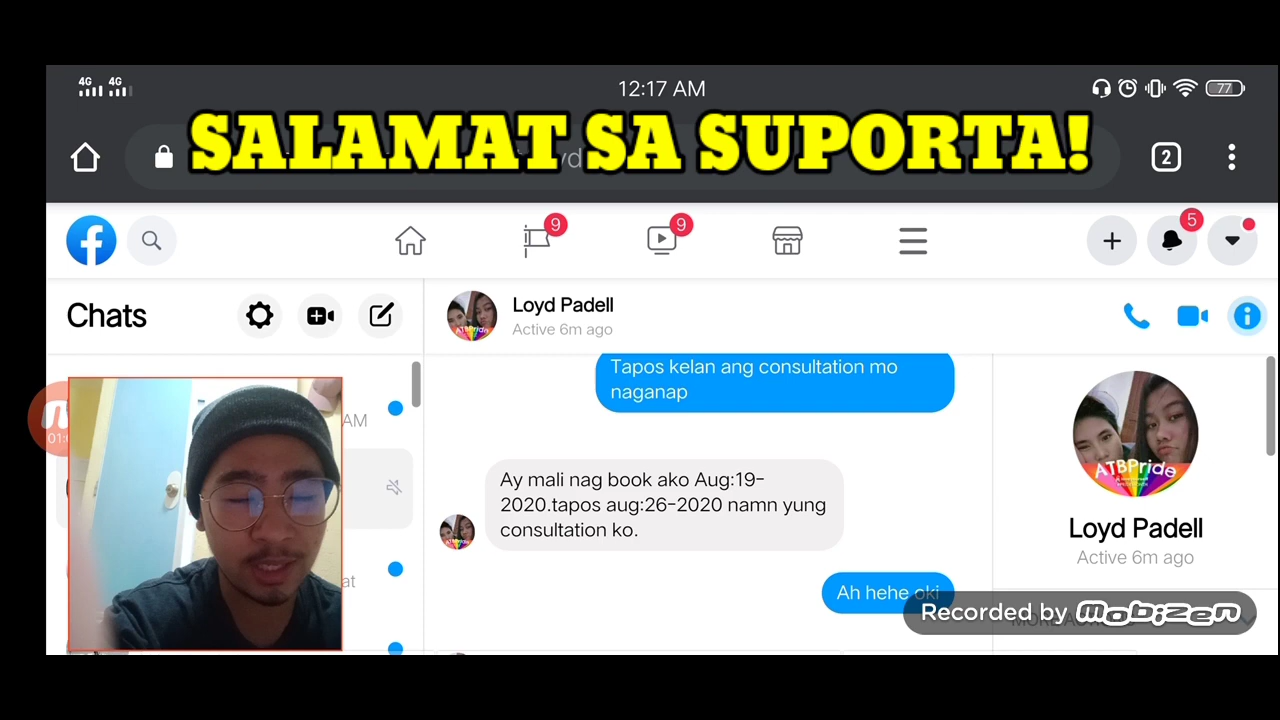 4G 4G
12:17 AM
77
SALAMAT SA SUPORTA!
2
9
9
5
Chats
Loyd Padell
Active 6m ago
AM
at
Tapos kelan ang consultation mo
naganap
Ay mali nag book ako Aug:19-
2020.tapos aug:26-2020 namn yung
consultation ko.
Ah hehe oki
ATBPride
Loyd Padell
Active 6m ago
Recorded by Mobizen